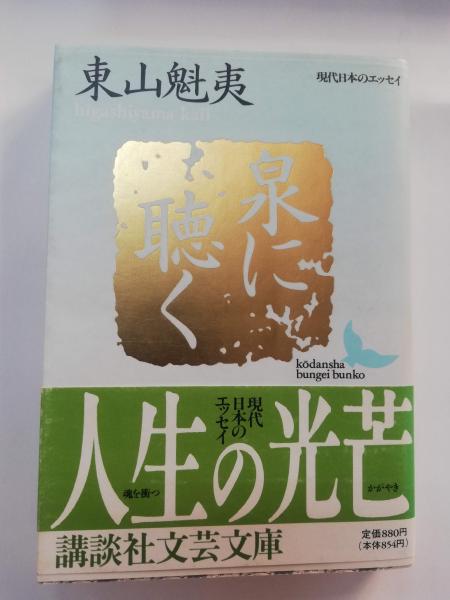 東山魁夷
higashiyama kaii
現代日本のエッセイ
泉に
聴く
kōdansha
bungei bunko
人生の光芒
現代
日本の
エッセイ
魂を衝つ
かがやき
講談社文芸文庫
定価880円
(本体854円)